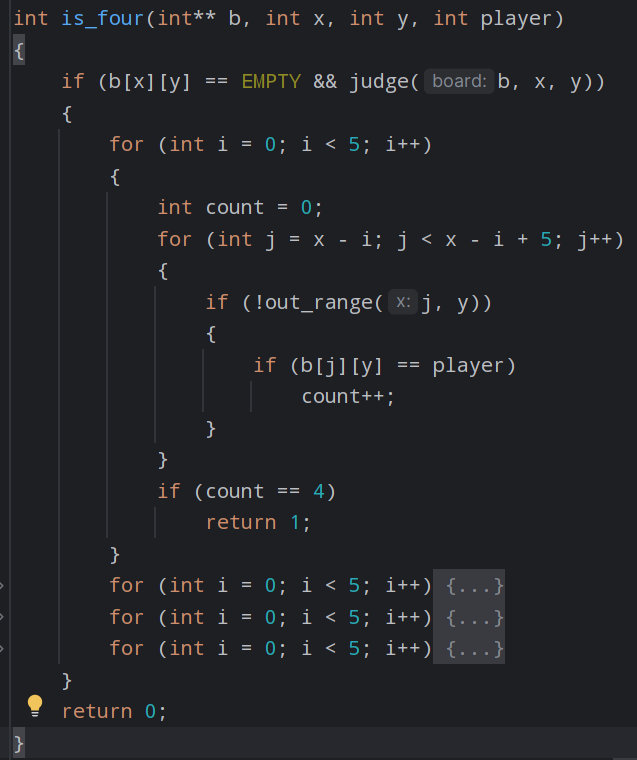 int is_four(int** b, int x, int y, int player)
{
    if (b[x][y] == EMPTY && judge( board: b, x, y))
    {
        for (int i = 0; i < 5; i++)
        {
            int count = 0;
            for (int j = x - i; j < x - i + 5; j++)
            {
                if (!out_range( x: j, y))
                {
                    if (b[j][y] == player)
                        count++;
                }
            }
            if (count == 4)
                return 1;
        }
        for (int i = 0; i < 5; i++) {...}
        for (int i = 0; i < 5; i++) {...}
        for (int i = 0; i < 5; i++) {...}
    }
    return 0;
}